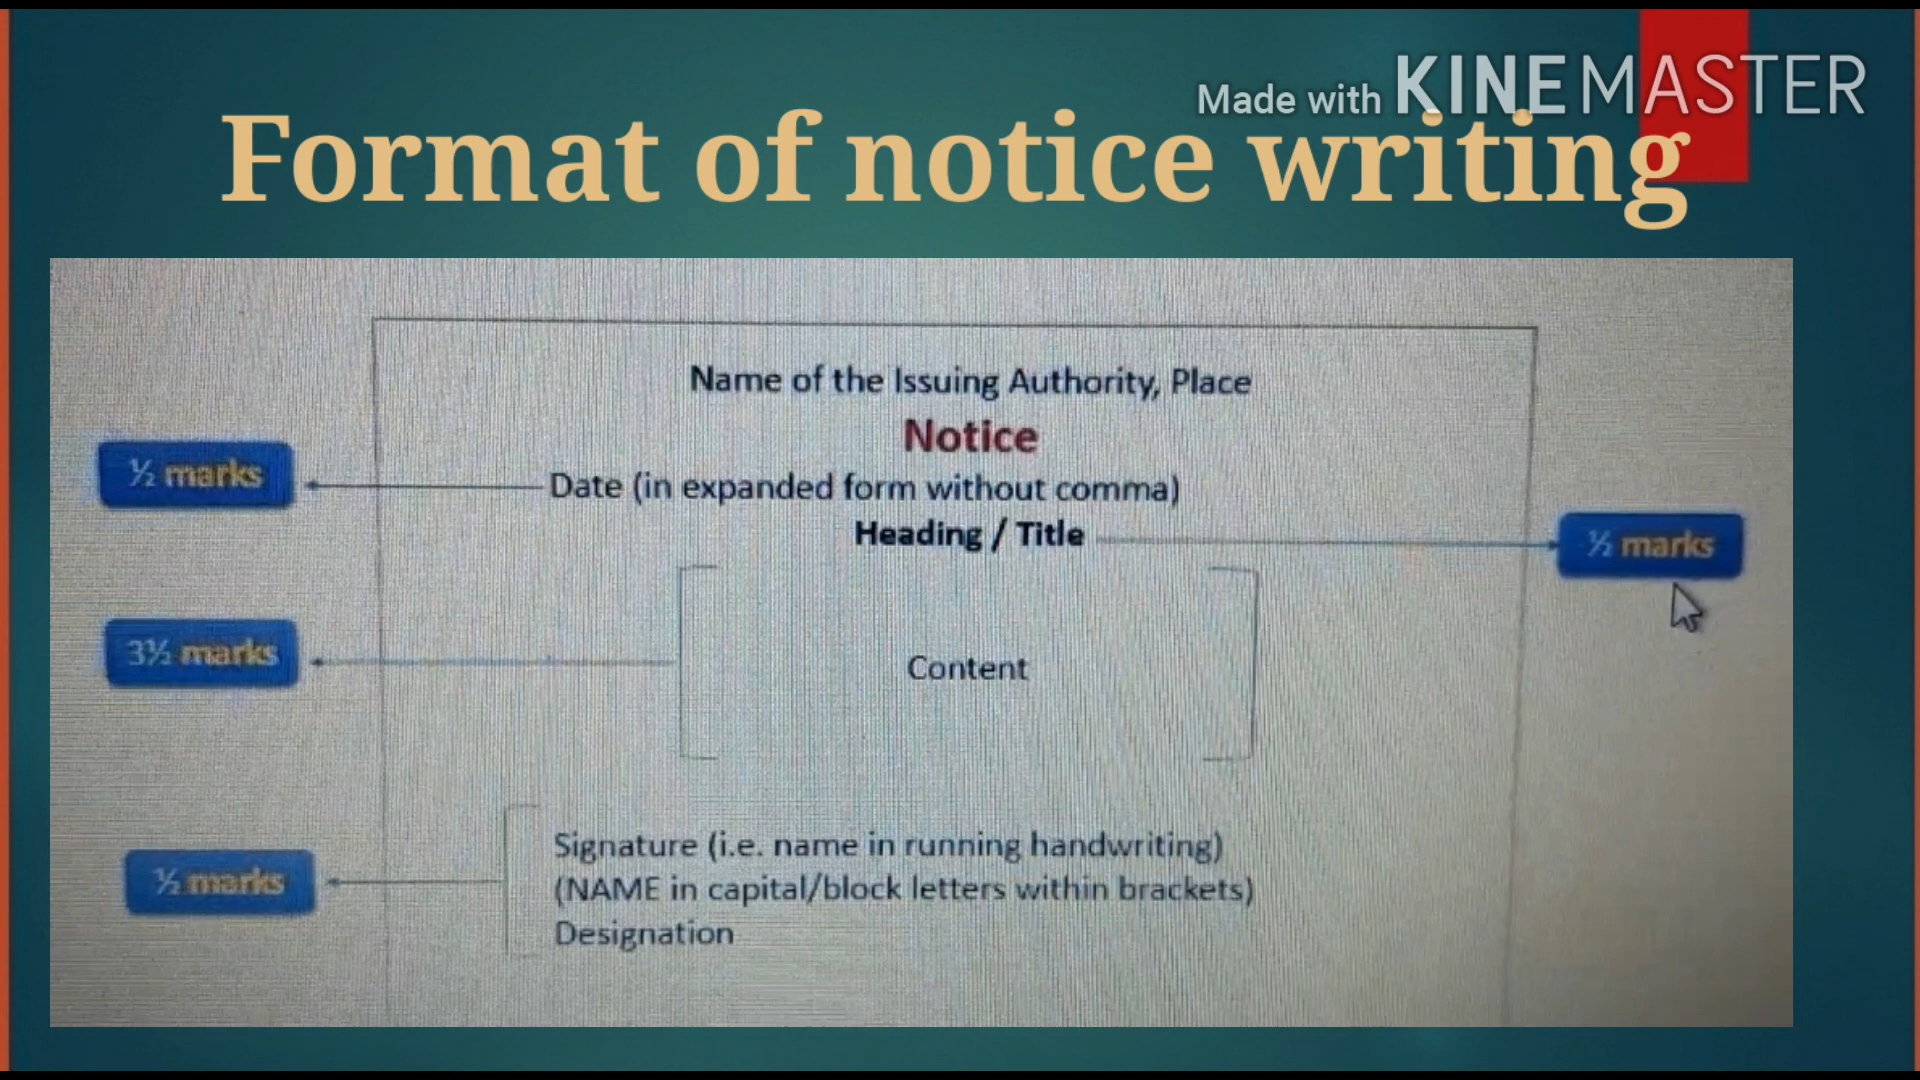 Made with KINEMASTER
Format of notice writing
Name of the Issuing Authority, Place
Notice
½ marks
Date (in expanded form without comma)
Heading / Title
½ marks
3½ marks
Content
Signature (i.e. name in running handwriting)
½ marks
(NAME in capital/block letters within brackets)
Designation